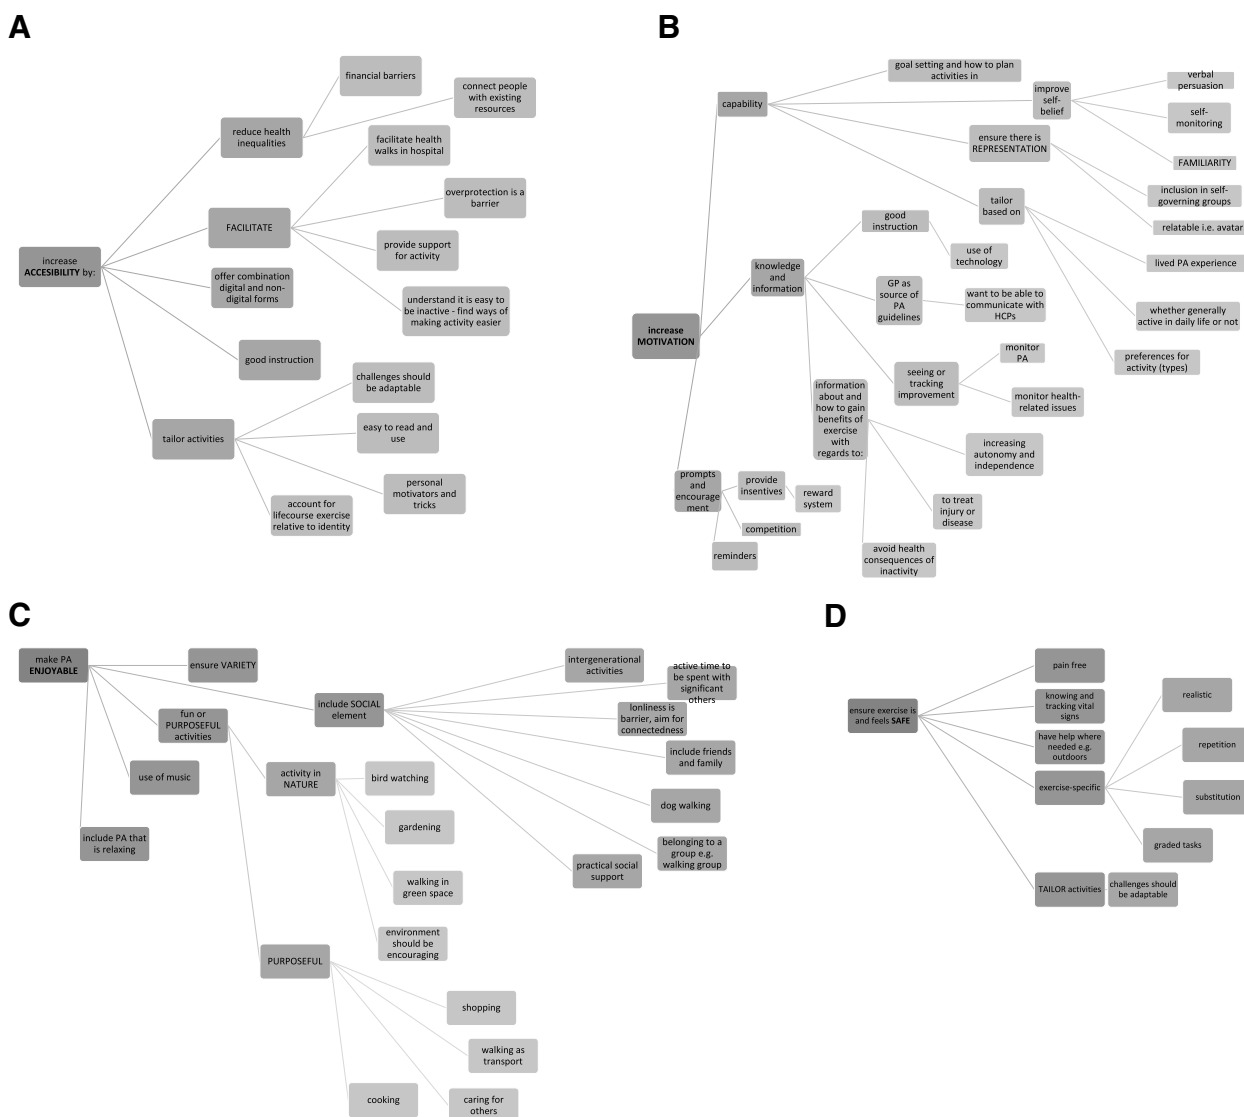 A
increase
ACCESIBILITY by:
reduce health
inequalities
financial barriers
connect people
with existing
resources
FACILITATE
facilitate health
walks in hospital
overprotection is a
barrier
provide support
for activity
understand it is easy to
be inactive - find ways of
making activity easier
offer combination
digital and non-
digital forms
good instruction
tailor activities
challenges should
be adaptable
easy to read and
use
personal
motivators and
tricks
account for
lifecourse exercise
relative to identity
B
increase
MOTIVATION
capability
goal setting and how to plan
activities in
improve
self-
belief
verbal
persuasion
self-
monitoring
FAMILIARITY
ensure there is
REPRESENTATION
inclusion in self-
governing groups
relatable i.e. avatar
tailor
based on
lived PA experience
whether generally
active in daily life or not
preferences for
activity (types)
knowledge
and
information
good
instruction
use of
technology
GP as
source of
PA
guidelines
want to be able to
communicate with
HCPs
seeing or
tracking
improvement
monitor
PA
monitor health-
related issues
information
about and
how to gain
benefits of
exercise
with
regards to:
increasing
autonomy and
independence
to treat
injury or
disease
avoid health
consequences of
inactivity
prompts
and
encourage
ment
provide
insentives
reward
system
competition
reminders
C
make PA
ENJOYABLE
ensure VARIETY
include SOCIAL
element
intergenerational
activities
active time to
be spent with
significant
others
lonliness is
barrier, aim for
connectedness
include friends
and family
dog walking
belonging to a
group e.g.
walking group
practical social
support
fun or
PURPOSEFUL
activities
activity in
NATURE
bird watching
gardening
walking in
green space
environment
should be
encouraging
PURPOSEFUL
shopping
walking as
transport
caring for
others
cooking
use of music
include PA that
is relaxing
D
ensure exercise is
and feels SAFE
pain free
knowing and
tracking vital
signs
have help where
needed e.g.
outdoors
exercise-specific
realistic
repetition
substitution
graded tasks
TAILOR activities
challenges should
be adaptable